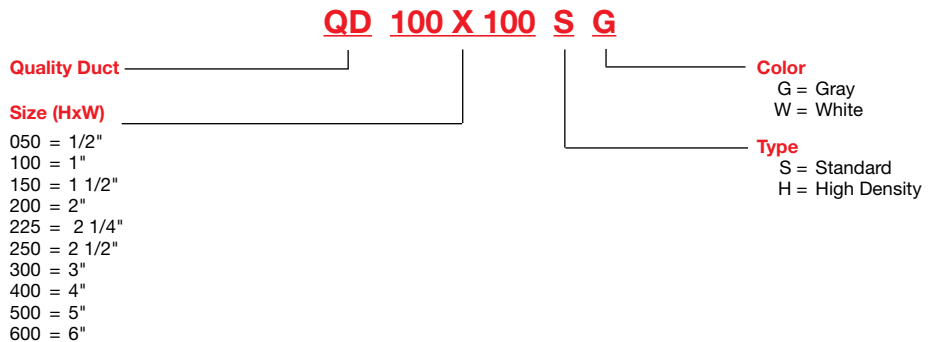 QD 100 X 100 S G
Quality Duct
Size (HxW)
050 = 1/2"
100 = 1"
150 = 1 1/2"
200 = 2"
225 = 2 1/4"
250 = 2 1/2"
300 = 3"
400 = 4"
500 = 5"
600 = 6"
Color
G = Gray
W = White
Type
S = Standard
H = High Density